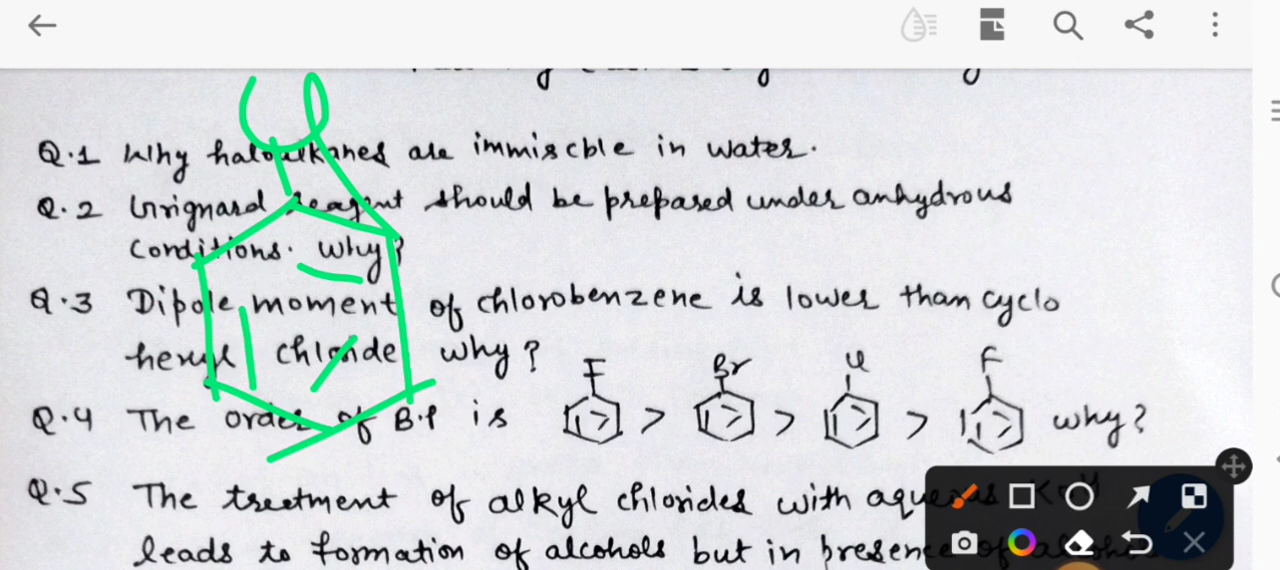 Q.1 Why haloalkanes are immiscble in water.
Q.2 Grignard reagent should be prepared under anhydrous
conditions. Why?
Q.3 Dipole moment of chlorobenzene is lower than cyclo
hexyl chloride why?
I Br Cl F
Q.4 The order of B.P is > > > why?
Q.5 The treatment of alkyl chlorides with aqueous KOH
leads to formation of alcohols but in presence of